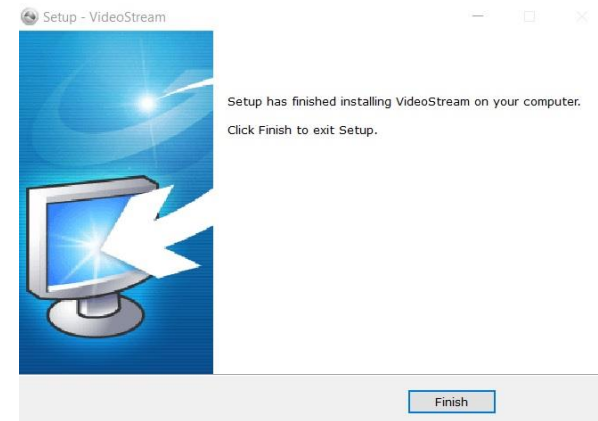 Setup - VideoStream
Setup has finished installing VideoStream on your computer.
Click Finish to exit Setup.
Finish